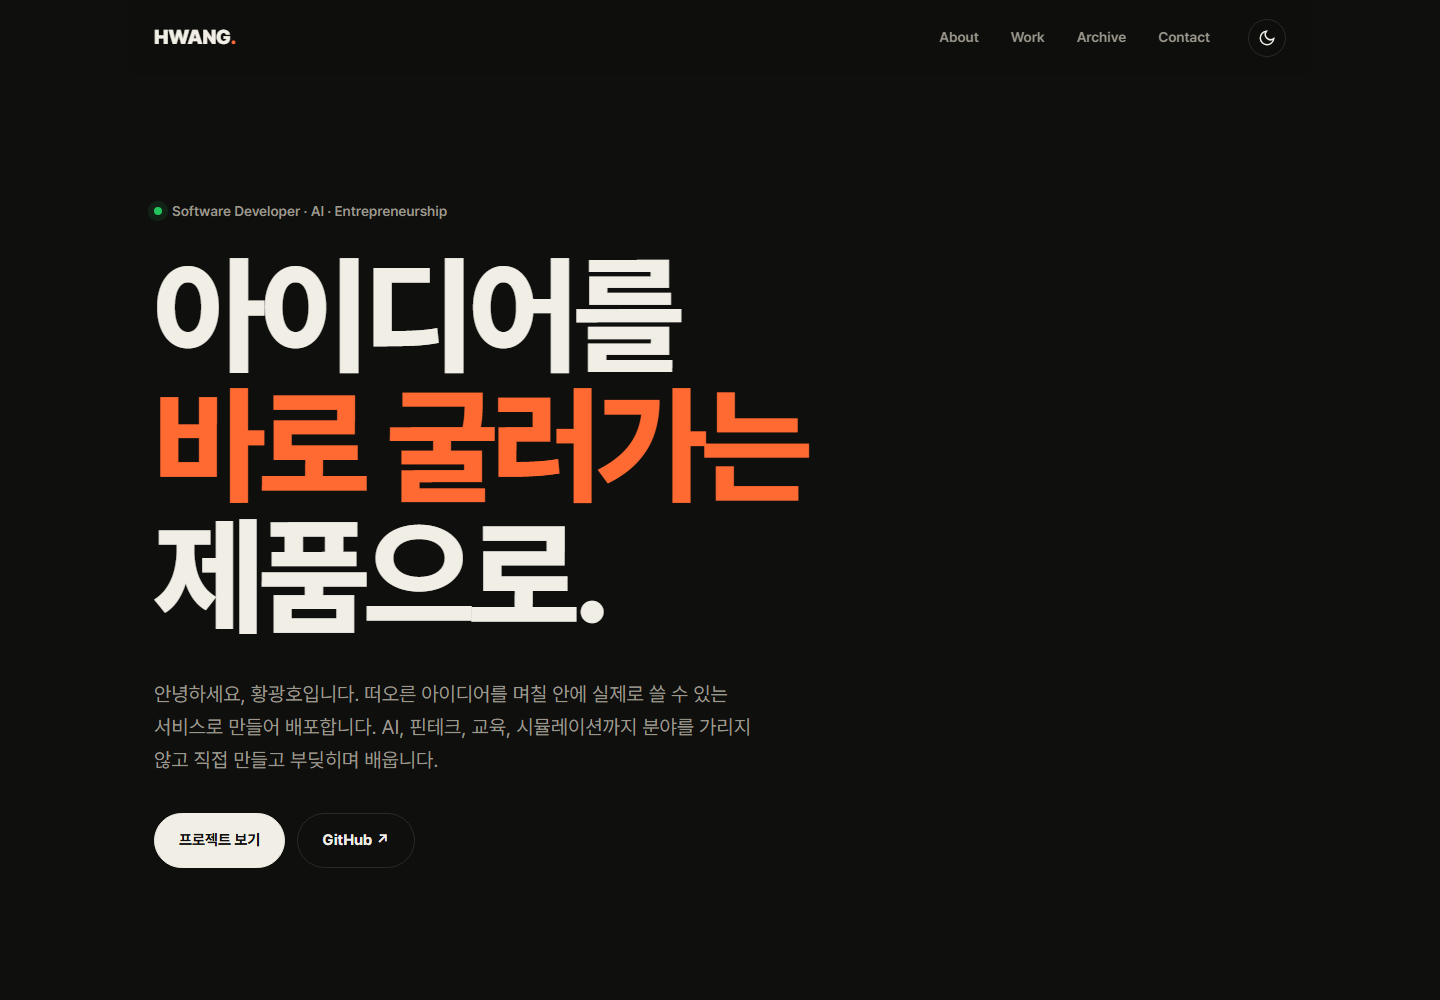 HWANG.
About
Work
Archive
Contact
Software Developer · AI · Entrepreneurship
아이디어를
바로 굴러가는
제품으로.
안녕하세요, 황광호입니다. 떠오른 아이디어를 며칠 안에 실제로 쓸 수 있는
서비스로 만들어 배포합니다. AI, 핀테크, 교육, 시뮬레이션까지 분야를 가리지
않고 직접 만들고 부딪히며 배웁니다.
프로젝트 보기
GitHub ↗